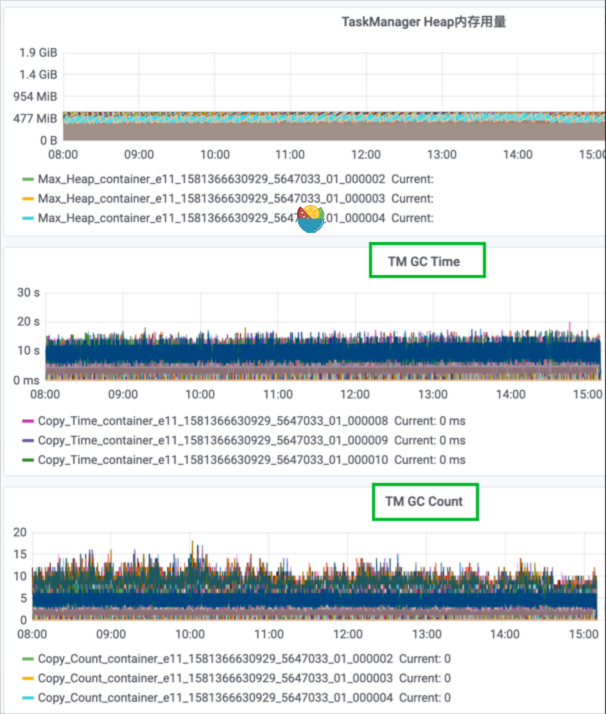 TaskManager Heap内存用量
1.9 GiB
1.4 GiB
954 MiB
477 MiB
0 B
08:00 09:00 10:00 11:00 12:00 13:00 14:00 15:00
Max_Heap_container_e11_1581366630929_5647033_01_000002 Current:
Max_Heap_container_e11_1581366630929_5647033_01_000003 Current:
Max_Heap_container_e11_1581366630929_5647033_01_000004 Current:
TM GC Time
30 s
20 s
10 s
0 ms
08:00 09:00 10:00 11:00 12:00 13:00 14:00 15:00
Copy_Time_container_e11_1581366630929_5647033_01_000008 Current: 0 ms
Copy_Time_container_e11_1581366630929_5647033_01_000009 Current: 0 ms
Copy_Time_container_e11_1581366630929_5647033_01_000010 Current: 0 ms
TM GC Count
20
15
10
5
0
08:00 09:00 10:00 11:00 12:00 13:00 14:00 15:00
Copy_Count_container_e11_1581366630929_5647033_01_000002 Current: 0
Copy_Count_container_e11_1581366630929_5647033_01_000003 Current: 0
Copy_Count_container_e11_1581366630929_5647033_01_000004 Current: 0